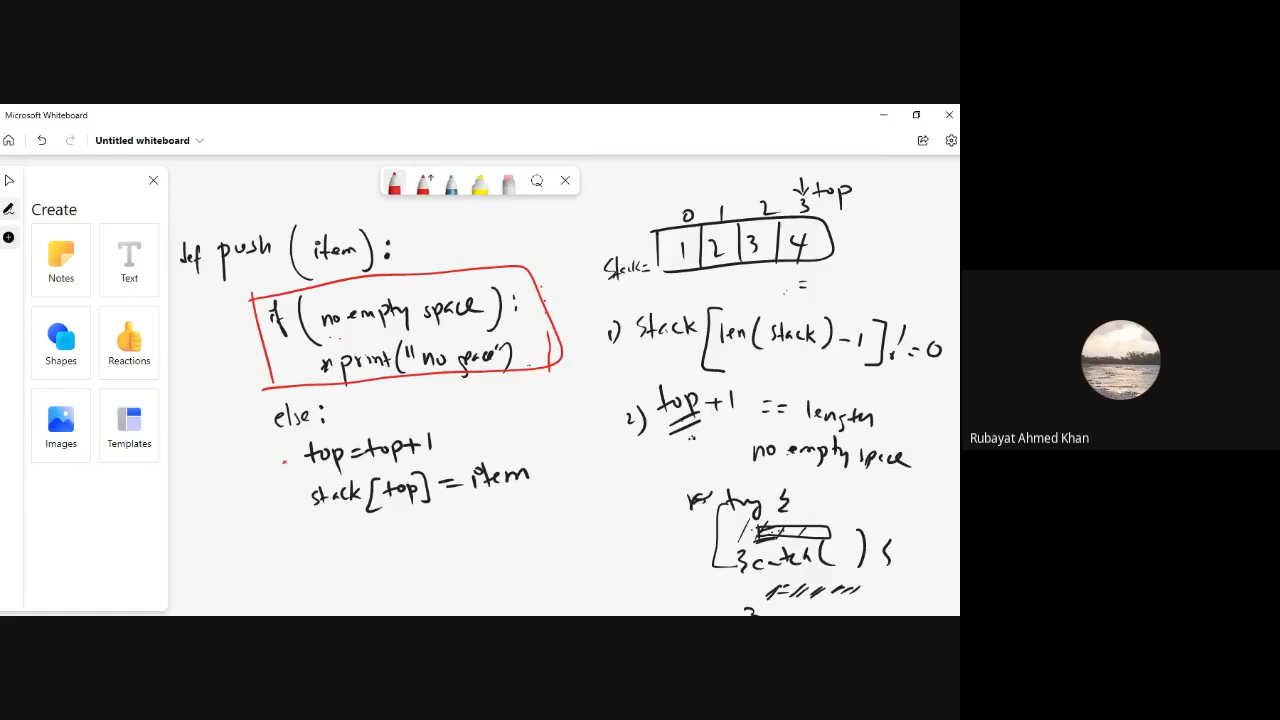 Microsoft Whiteboard
Untitled whiteboard
Create
Notes
Text
Shapes
Reactions
Images
Templates
def push (item):
if (no empty space):
print("no space")
else:
top=top+1
stack[top] = item
↓top
0 1 2 3
stack= 1 2 3 4
=
1) stack[len(stack)-1]!=0
2) top+1 == length
no empty space
try {
}catch( ) {
}
Rubayat Ahmed Khan